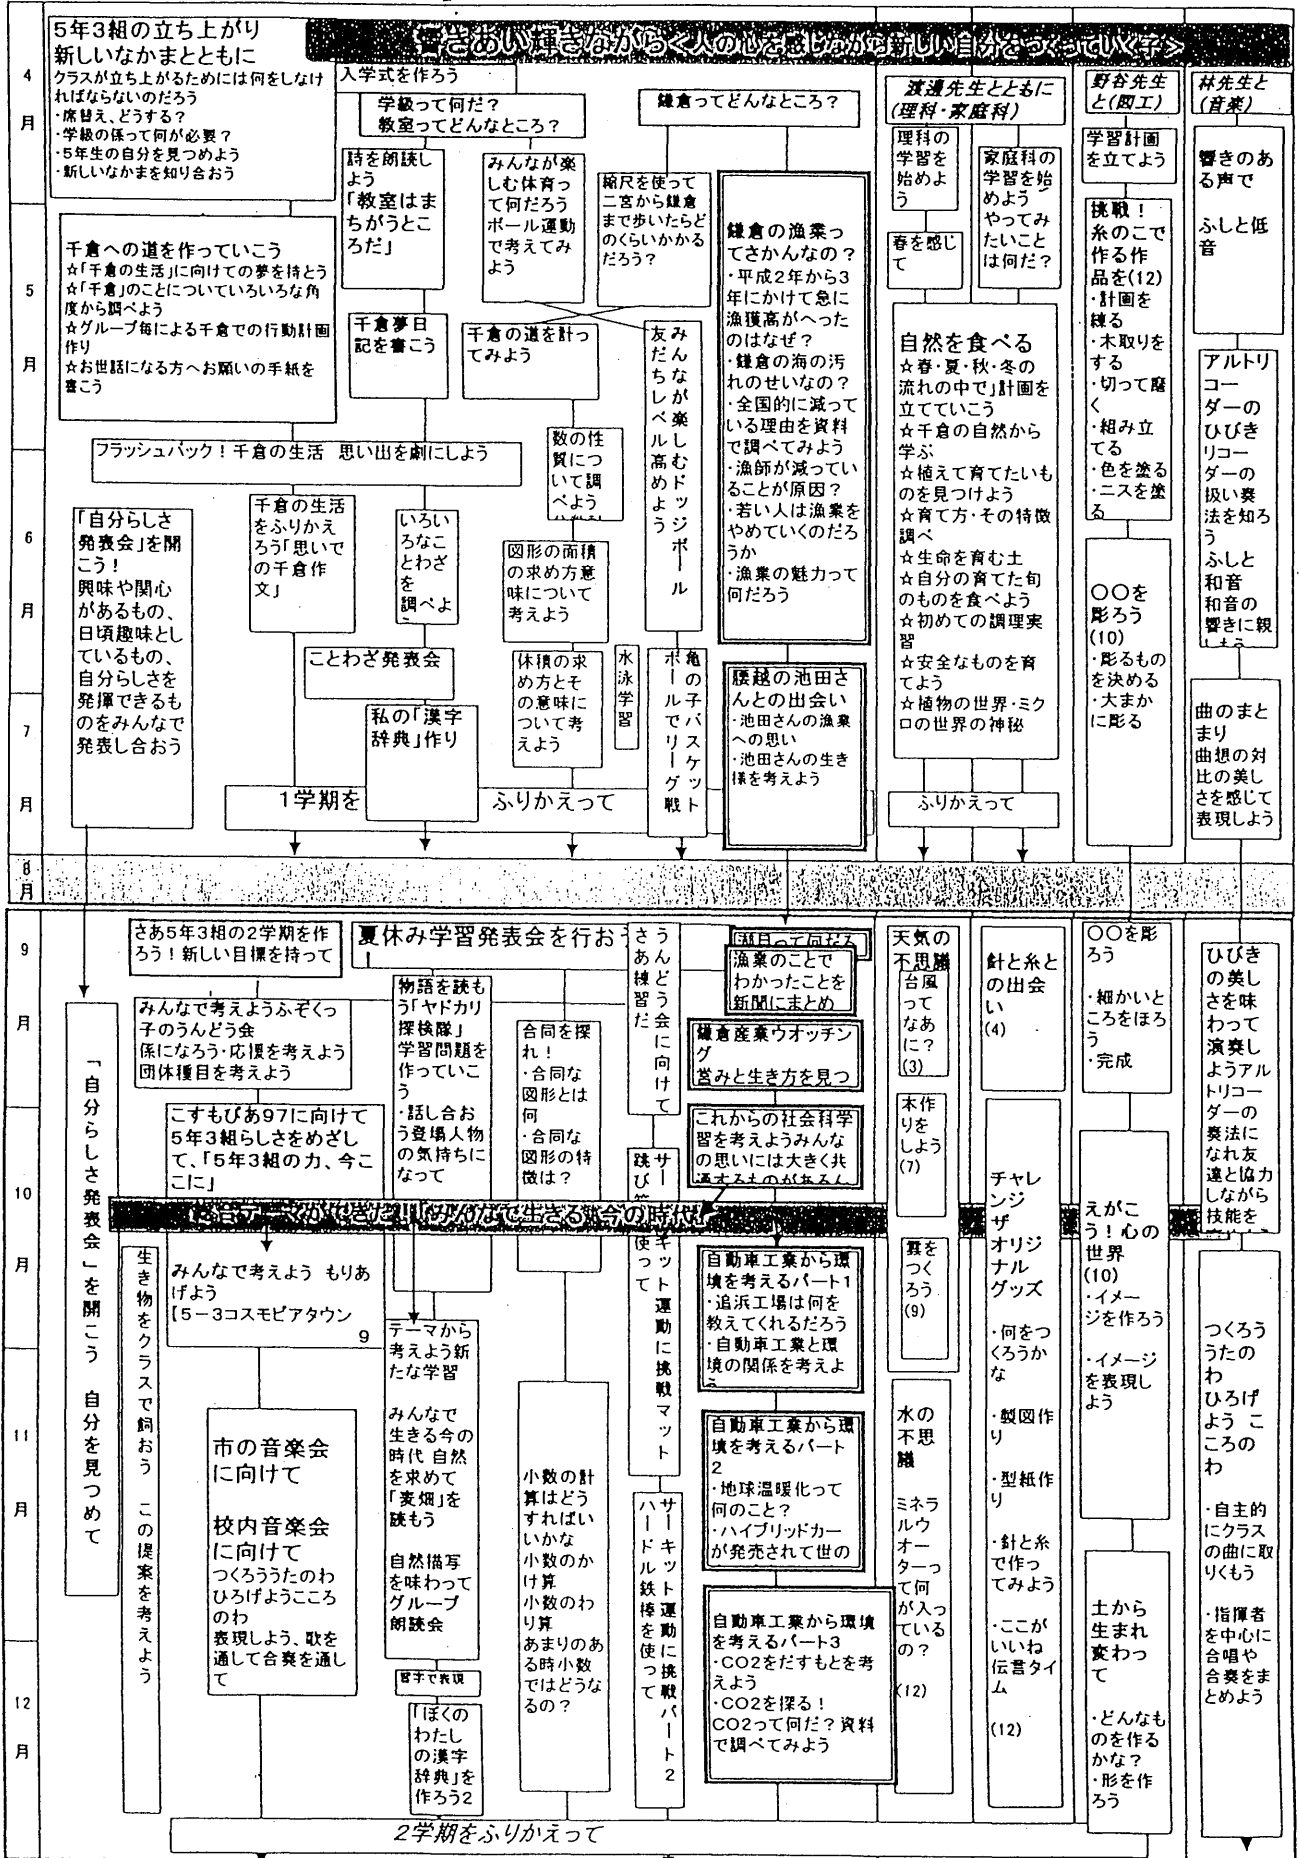 5年3組の立ち上がり
新しいなかまとともに
クラスが立ち上がるためには何をしなけ
ればならないのだろう
・席替え、どうする？
・学級の係って何が必要？
・5年生の自分を見つめよう
・新しいなかまを知り合おう
響きあい輝きながら＜人の心を感じながら新しい自分をつくっていく子＞
4
月
5
月
6
月
7
月
8
月
入学式を作ろう
学級って何だ？
教室ってどんなところ？
鎌倉ってどんなところ？
渡邊先生とともに
(理科・家庭科)
野谷先生
と(図工)
林先生と
(音楽)
詩を朗読し
よう
「教室はま
ちがうとこ
ろだ」
みんなが楽
しむ体育っ
て何だろう
ボール運動
で考えてみ
よう
縮尺を使って
二宮から鎌倉
まで歩いたらど
のくらいかかる
だろう？
鎌倉の漁業っ
てさかんなの？
・平成2年から3
年にかけて急に
漁獲高がへった
のはなぜ？
・鎌倉の海の汚
れのせいなの？
・全国的に減って
いる理由を資料
で調べてみよう
・漁師が減ってい
ることが原因？
・若い人は漁業を
やめていくのだろ
うか
・漁業の魅力って
何だろう
理科の
学習を
始めよ
う
春を感じ
て
家庭科の
学習を始
めよう
やってみ
たいこと
は何だ？
学習計画
を立てよう
挑戦！
糸のこで
作る作
品を(12)
・計画を
練る
・木取りを
する
・切って磨
く
・組み立
てる
・色を塗る
・ニスを塗
る
響きのあ
る声で
ふしと低
音
千倉への道を作っていこう
☆「千倉の生活」に向けての夢を持とう
☆「千倉」のことについていろいろな角
度から調べよう
☆グループ毎による千倉での行動計画
作り
☆お世話になる方へお願いの手紙を
書こう
千倉夢日
記を書こう
千倉の道を計っ
てみよう
みんなが楽しむドッジボール
友だちレベル高めよう
自然を食べる
☆春・夏・秋・冬の
流れの中で」計画を
立てていこう
☆千倉の自然から
学ぶ
☆植えて育てたいも
のを見つけよう
☆育て方・その特徴
調べ
☆生命を育む土
☆自分の育てた旬
のものを食べよう
☆初めての調理実
習
☆安全なものを育
てよう
☆植物の世界・ミク
ロの世界の神秘
アルトリ
コー
ダーの
ひびき
リコー
ダーの
扱い奏
法を知ろ
う
ふしと
和音
和音の
響きに親
フラッシュバック！千倉の生活 思い出を劇にしよう
数の性
質につ
いて調
べよう
「自分らしさ
発表会」を開
こう！
興味や関心
があるもの、
日頃趣味とし
ているもの、
自分らしさを
発揮できるも
のをみんなで
発表し合おう
千倉の生活
をふりかえ
ろう「思いで
の千倉作
文」
いろい
ろなこ
とわざ
を
調べよ
図形の面積
の求め方意
味について
考えよう
〇〇を
彫ろう
(10)
・彫るもの
を決める
・大まか
に彫る
ことわざ発表会
体積の求
め方とそ
の意味に
ついて考
えよう
水泳学習
亀の子バスケット
ボールでリーグ戦
腰越の池田さ
んとの出会い
・池田さんの漁業
への思い
・池田さんの生き
様を考えよう
私の「漢字
辞典」作り
曲のまと
まり
曲想の対
比の美し
さを感じて
表現しよう
1学期を
ふりかえって
ふりかえって
9
月
10
月
11
月
12
月
さあ5年3組の2学期を作
ろう！新しい目標を持って
夏休み学習発表会を行おう
！
うんどう会に向けて
さあ練習だ
漁業のことで
わかったことを
新聞にまとめ
天気の
不思議
台風
って
なあ
に？
(3)
針と糸と
の出会
い
(4)
〇〇を彫
ろう
・細かいと
ころをほろ
う
・完成
ひびき
の美し
さを味
わって
演奏し
ようアル
トリコー
ダーの
奏法に
なれ友
達と協力
しながら
技能を
「自分らしさ発表会」を開こう 自分を見つめて
みんなで考えようふぞくっ
子のうんどう会
係になろう・応援を考えよう
団体種目を考えよう
物語を読も
う「ヤドカリ
探検隊」
学習問題を
作っていこ
う
・話し合お
う登場人物
の気持ちに
なって
合同を探
れ！
・合同な
図形とは
何
・合同な
図形の特
徴は？
鎌倉産業ウオッチン
グ
営みと生き方を見つ
こすもぴあ97に向けて
5年3組らしさをめざし
て、「5年3組の力、今こ
こに」
これからの社会科学
習を考えようみんな
の思いには大きく共
通するものがあるん
本作
りを
しよう
(7)
チャレ
ンジ
ザ
オリジ
ナル
グッズ
・何をつ
くろうか
な
・製図作
り
・型紙作
り
・針と糸
で作っ
てみよう
・ここが
いいね
伝言タイ
ム
(12)
えがこ
う！心の
世界
(10)
・イメー
ジを作ろう
・イメージ
を表現し
よう
生き物をクラスで飼おう この提案を考えよう
みんなで考えよう もりあ
げよう
【5－3コスモピアタウン
9
サーキット運動に挑戦マット
自動車工業から環
境を考えるパート1
・追浜工場は何を
教えてくれるだろう
・自動車工業と環
境の関係を考えよ
う
雲を
つく
ろう
(9)
テーマから
考えよう新
たな学習
みんなで
生きる今の
時代 自然
を求めて
「麦畑」を
読もう
自然描写
を味わって
グループ
朗読会
市の音楽会
に向けて
校内音楽会
に向けて
つくろううたのわ
ひろげようこころ
のわ
表現しよう、歌を
通して合奏を通し
て
小数の計
算はどう
すればい
いかな
小数のか
け算
小数のわ
り算
あまりのあ
る時小数
ではどうな
るの？
サーキット運動に挑戦パート2
ハードル鉄棒を使って
自動車工業から環
境を考えるパート
2
・地球温暖化って
何のこと？
・ハイブリッドカー
が発売されて世の
水の
不思
議
ミネラ
ルウ
オー
ターっ
て何
が入っ
ている
の？
(12)
つくろう
うたの
わ
ひろげ
よう こ
ころの
わ
・自主的
にクラス
の曲に取
りくもう
・指揮者
を中心に
合唱や
合奏をま
とめよう
自動車工業から環境
を考えるパート3
・CO2をだすもとを考
えよう
・CO2を探る！
CO2って何だ？資料
で調べてみよう
土から
生まれ
変わっ
て
・どんなも
のを作る
かな？
・形を作
ろう
習字で表現
「ぼくの
わたし
の漢字
辞典」を
作ろう2
2学期をふりかえって